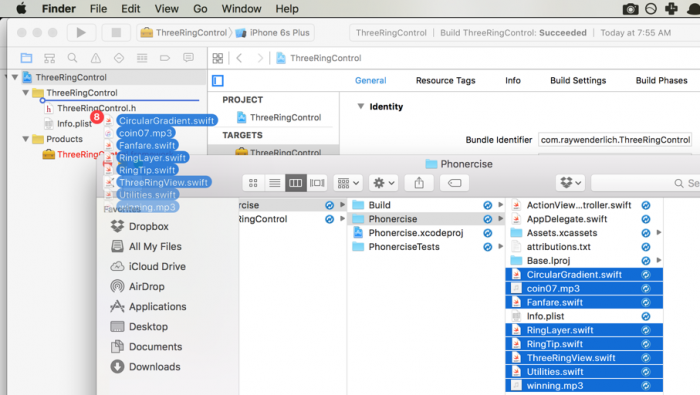 Finder File Edit View Go Window Help
ThreeRingControl iPhone 6s Plus ThreeRingControl Build ThreeRingControl: Succeeded Today at 7:55 AM
ThreeRingControl
ThreeRingControl
ThreeRingControl
ThreeRingControl.h
Info.plist
Products
ThreeRing
8
CircularGradient.swift
coin07.mp3
Fanfare.swift
RingLayer.swift
RingTip.swift
ThreeRingView.swift
Utilities.swift
winning.mp3
General Resource Tags Info Build Settings Build Phases
PROJECT
ThreeRingControl
TARGETS
ThreeRingControl
Identity
Bundle Identifier com.raywenderlich.ThreeRingControl
Phonercise
Favorites
Dropbox
All My Files
iCloud Drive
AirDrop
Applications
Desktop
Documents
Downloads
rcise
RingControl
Build
Phonercise
Phonercise.xcodeproj
PhonerciseTests
ActionView...troller.swift
AppDelegate.swift
Assets.xcassets
attributions.txt
Base.lproj
CircularGradient.swift
coin07.mp3
Fanfare.swift
Info.plist
RingLayer.swift
RingTip.swift
ThreeRingView.swift
Utilities.swift
winning.mp3